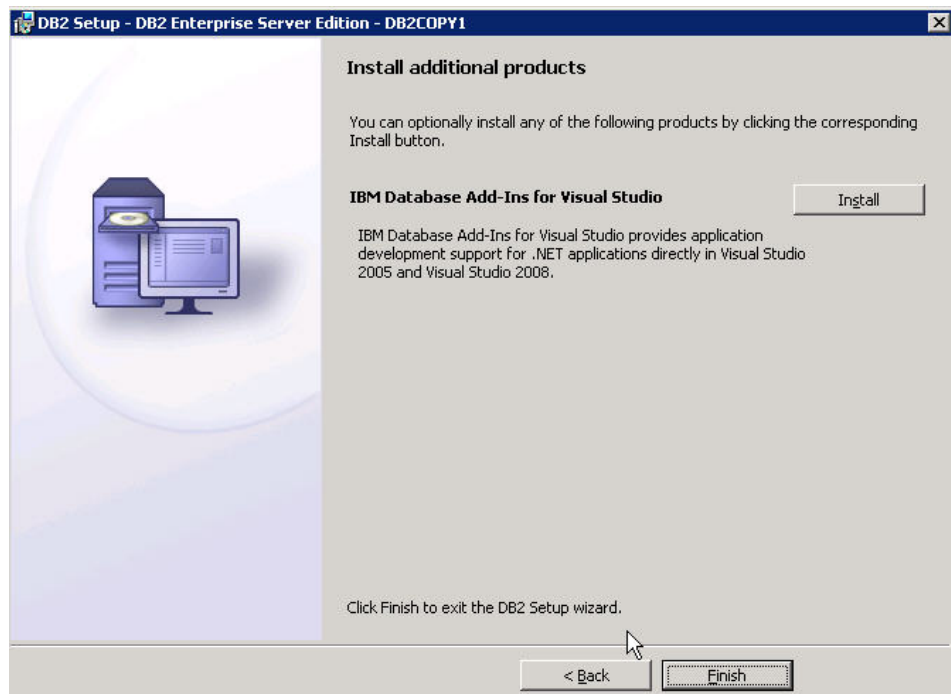 DB2 Setup - DB2 Enterprise Server Edition - DB2COPY1
Install additional products
You can optionally install any of the following products by clicking the corresponding
Install button.
IBM Database Add-Ins for Visual Studio
Install
IBM Database Add-Ins for Visual Studio provides application
development support for .NET applications directly in Visual Studio
2005 and Visual Studio 2008.
Click Finish to exit the DB2 Setup wizard.
< Back
Finish